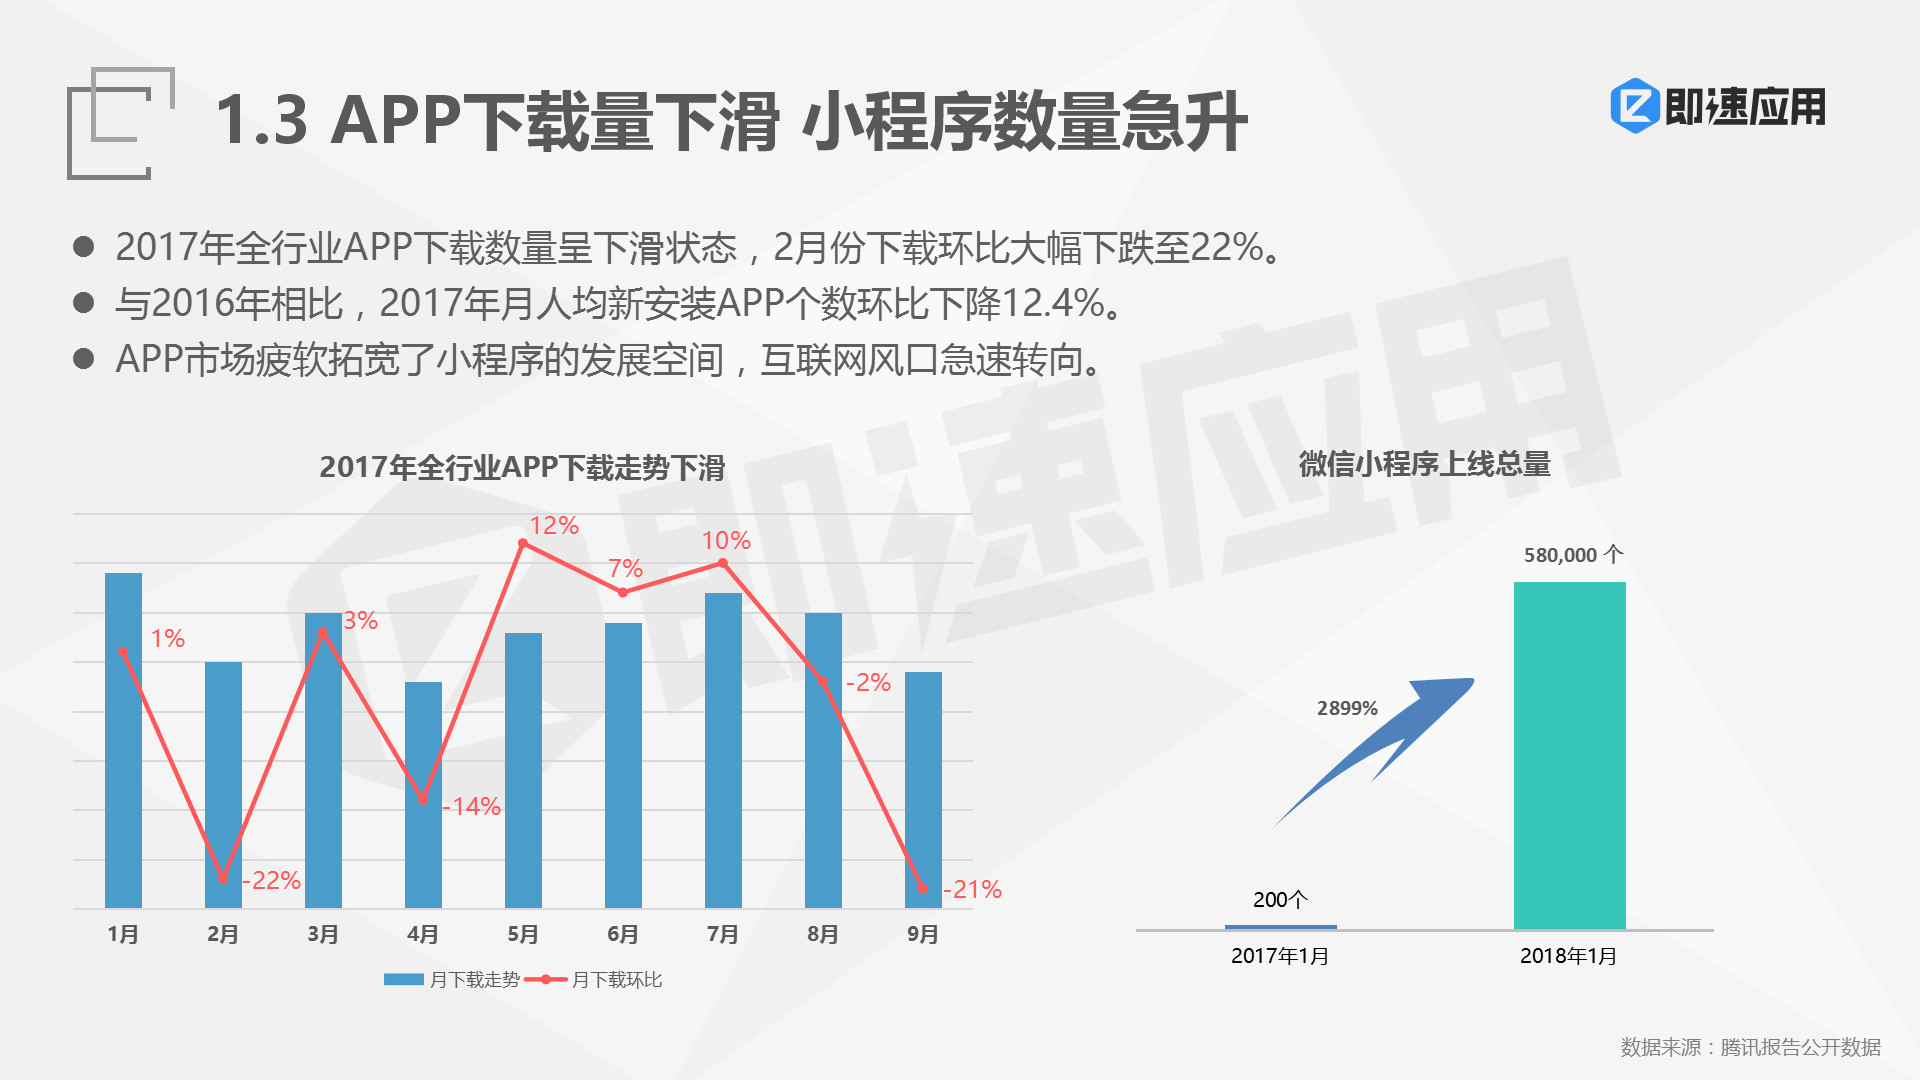 1.3 APP下载量下滑 小程序数量急升
即速应用
2017年全行业APP下载数量呈下滑状态，2月份下载环比大幅下跌至22%。
与2016年相比，2017年月人均新安装APP个数环比下降12.4%。
APP市场疲软拓宽了小程序的发展空间，互联网风口急速转向。
即速应用
2017年全行业APP下载走势下滑
1%
-22%
3%
-14%
12%
7%
10%
-2%
-21%
1月 2月 3月 4月 5月 6月 7月 8月 9月
月下载走势 月下载环比
微信小程序上线总量
580,000 个
2899%
200个
2017年1月 2018年1月
数据来源：腾讯报告公开数据